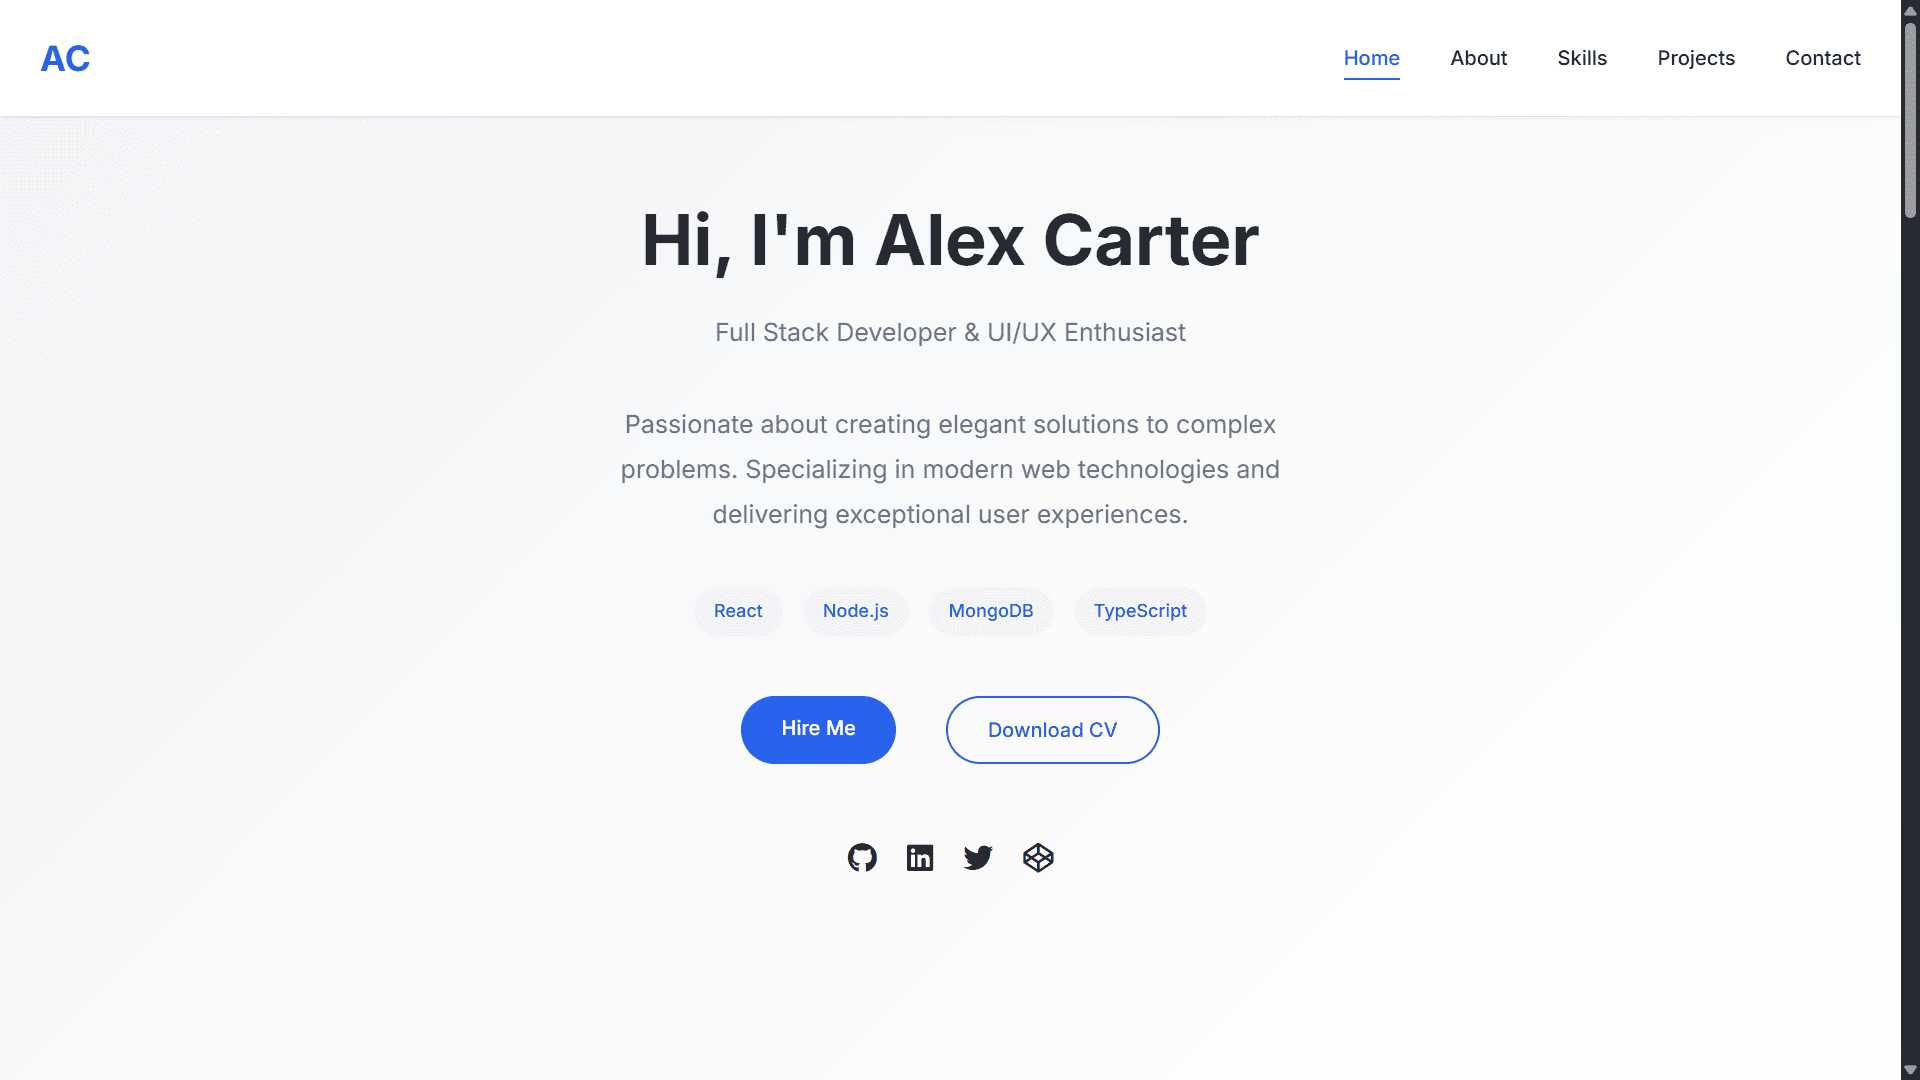 AC
Home
About
Skills
Projects
Contact
Hi, I'm Alex Carter
Full Stack Developer & UI/UX Enthusiast
Passionate about creating elegant solutions to complex
problems. Specializing in modern web technologies and
delivering exceptional user experiences.
React
Node.js
MongoDB
TypeScript
Hire Me
Download CV
in